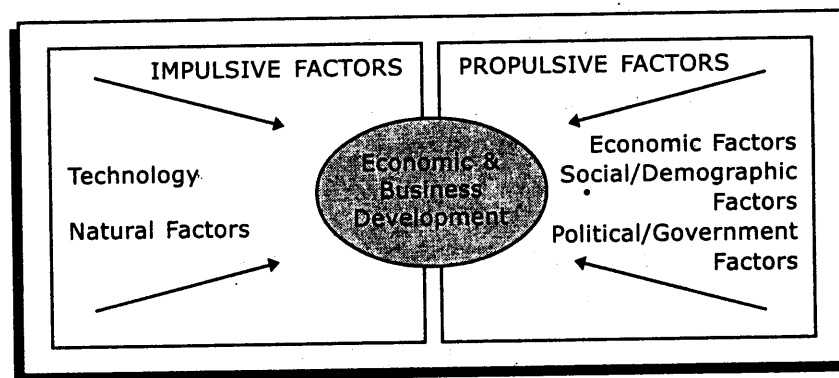 IMPULSIVE FACTORS
Technology
Natural Factors
Economic &
Business
Development
PROPULSIVE FACTORS
Economic Factors
Social/Demographic
Factors
Political/Government
Factors